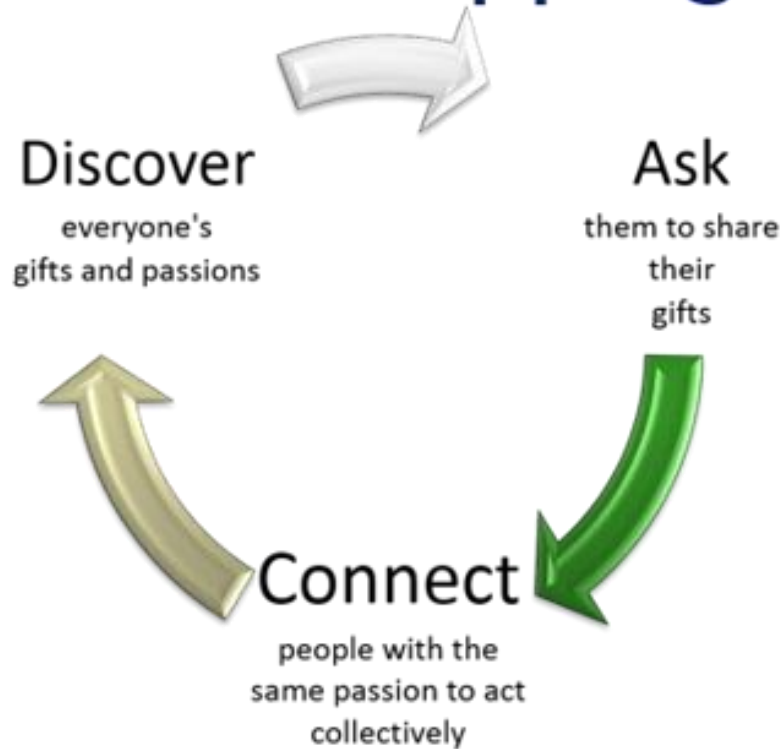 Discover
everyone's
gifts and passions
Ask
them to share
their
gifts
Connect
people with the
same passion to act
collectively